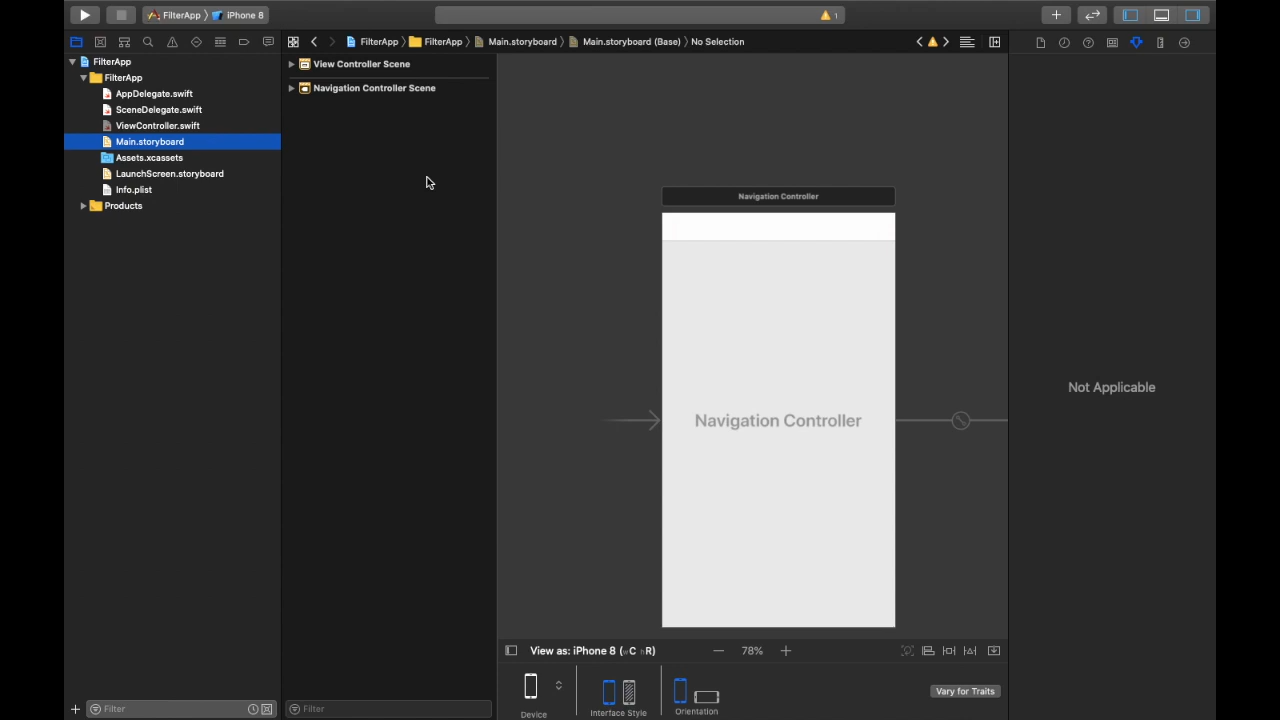 FilterApp
iPhone 8
1
FilterApp
FilterApp
Main.storyboard
Main.storyboard (Base)
No Selection
FilterApp
FilterApp
AppDelegate.swift
SceneDelegate.swift
ViewController.swift
Main.storyboard
Assets.xcassets
LaunchScreen.storyboard
Info.plist
Products
View Controller Scene
Navigation Controller Scene
Navigation Controller
Navigation Controller
Not Applicable
View as: iPhone 8 (wC hR)
78%
Device
Interface Style
Orientation
Vary for Traits
Filter
Filter